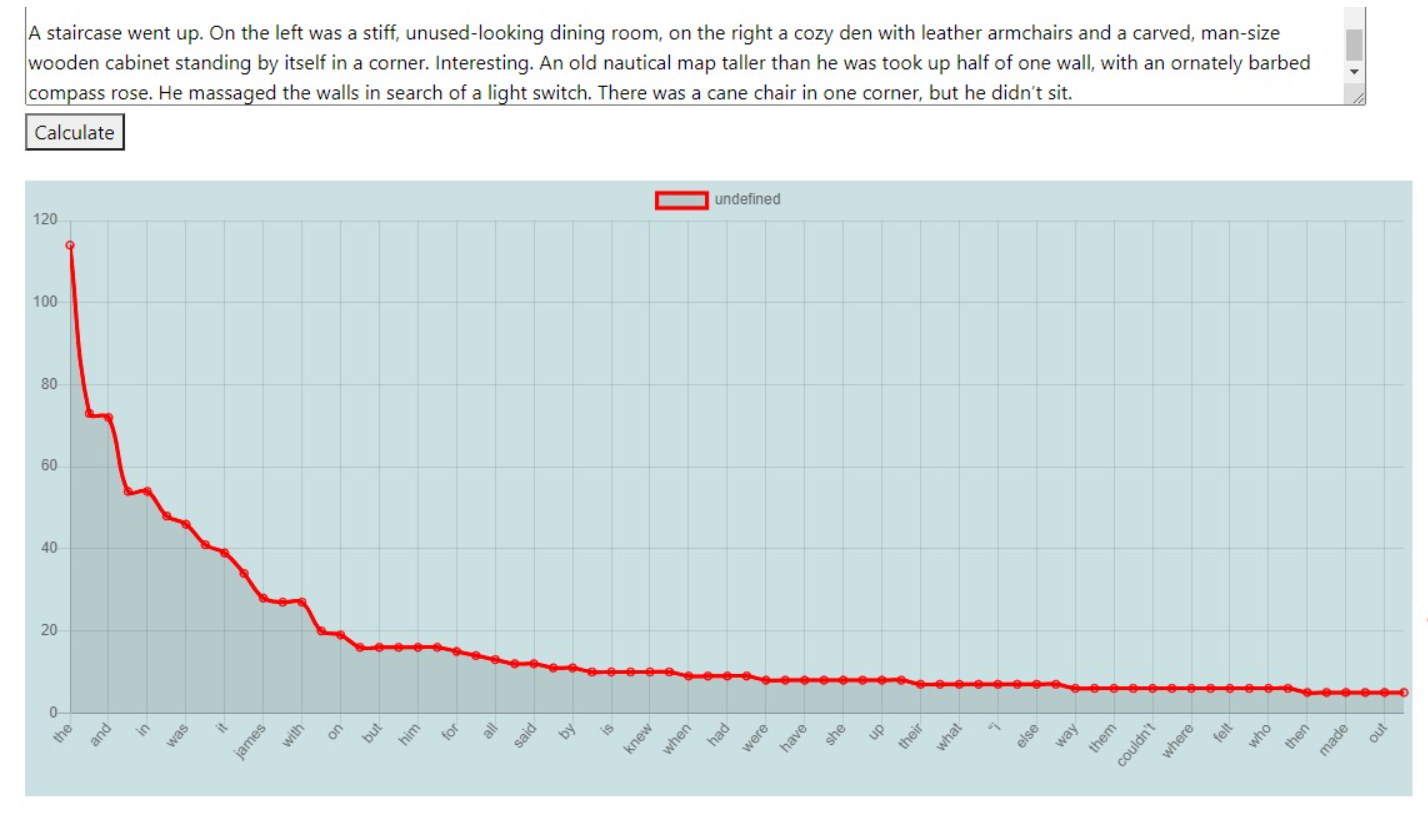 A staircase went up. On the left was a stiff, unused-looking dining room, on the right a cozy den with leather armchairs and a carved, man-size
wooden cabinet standing by itself in a corner. Interesting. An old nautical map taller than he was took up half of one wall, with an ornately barbed
compass rose. He massaged the walls in search of a light switch. There was a cane chair in one corner, but he didn't sit.
Calculate
undefined
120
100
80
60
40
20
0
the and in was it james with on but him for all said by is knew when had were have she up their what "i else way them couldn't where felt who then made out